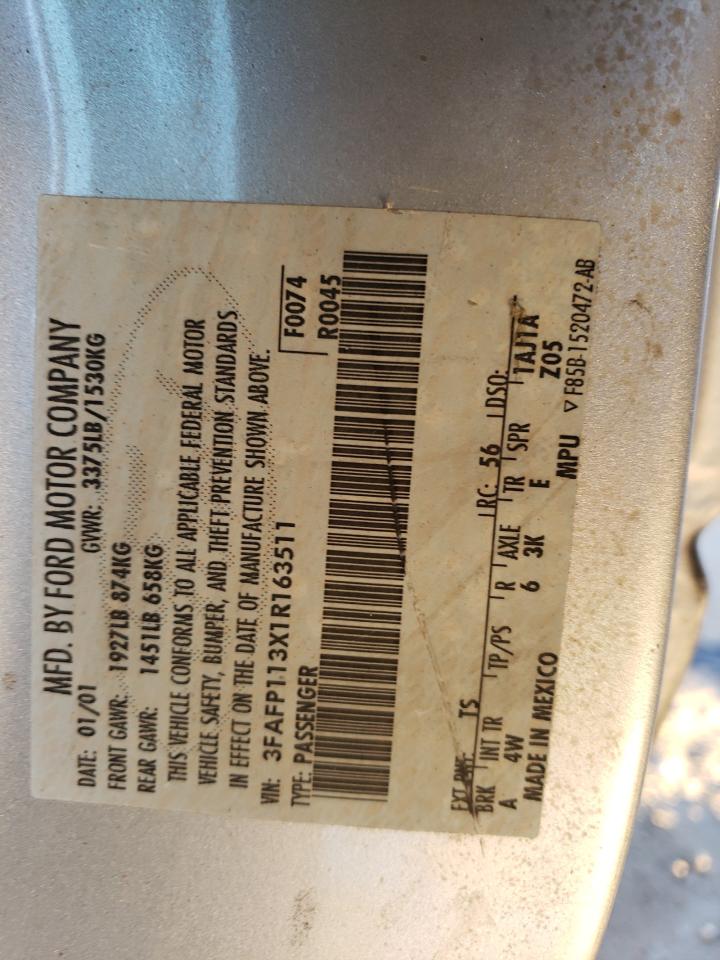 MFD. BY FORD MOTOR COMPANY
DATE: 01/01 GVWR: 3375LB/1530KG
FRONT GAWR: 1927LB 874KG
REAR GAWR: 1451LB 658KG
THIS VEHICLE CONFORMS TO ALL APPLICABLE FEDERAL MOTOR
VEHICLE SAFETY, BUMPER, AND THEFT PREVENTION STANDARDS
IN EFFECT ON THE DATE OF MANUFACTURE SHOWN ABOVE.
VIN: 3FAFP113X1R163511 F0074
TYPE: PASSENGER R0045
EXT PNT: TS RC: 56 DSO:
BRK INT TR TP/PS R AXLE TR SPR 1AJ1A
A 4W 6 3K E Z05
MADE IN MEXICO MPU ▽ F85B-1520472-AB